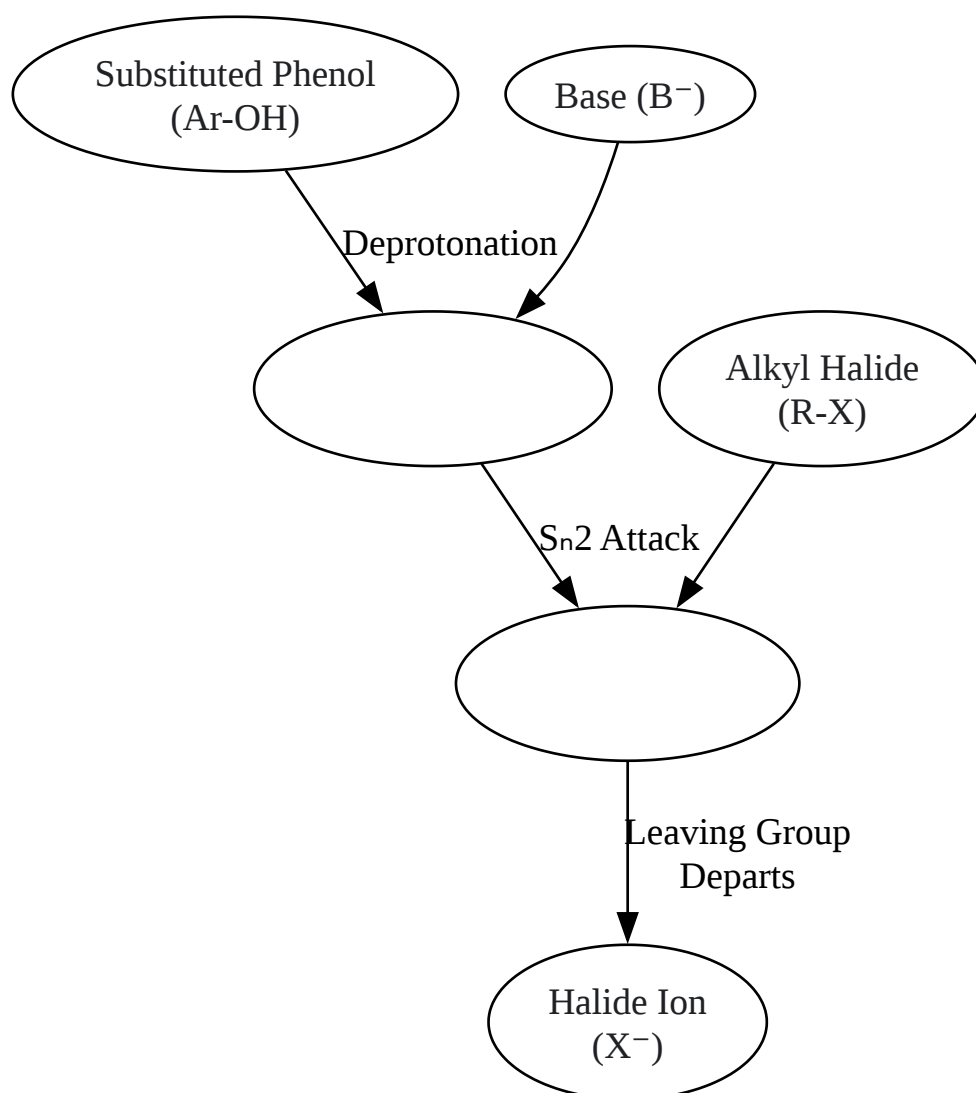 Substituted Phenol
(Ar-OH)
Base (B⁻)
Deprotonation
Alkyl Halide
(R-X)
Sₙ2 Attack
Leaving Group
Departs
Halide Ion
(X⁻)